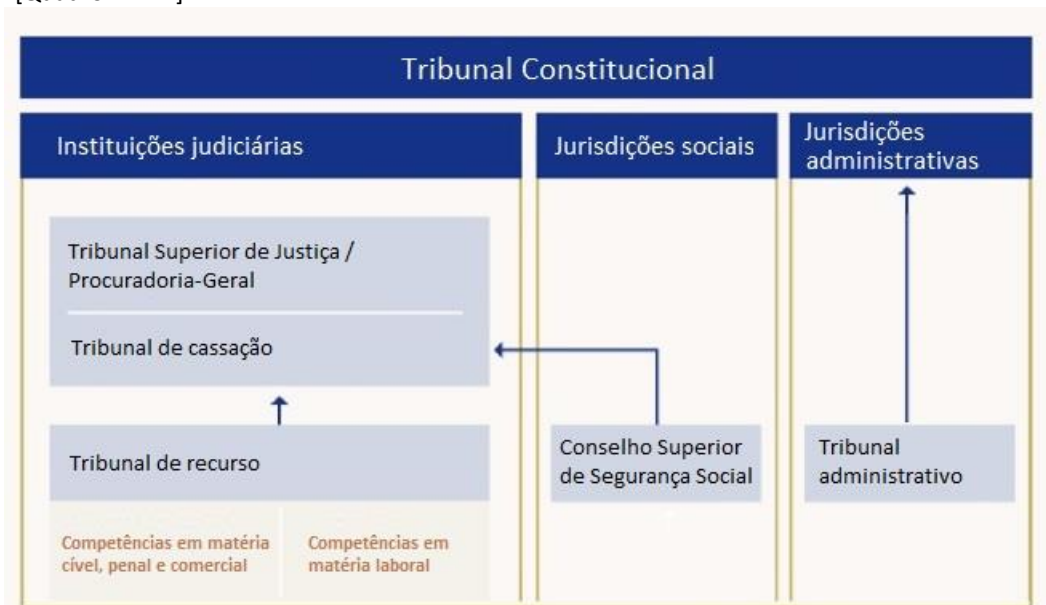 Tribunal Constitucional
Instituições judiciárias
Jurisdições sociais
Jurisdições
administrativas
Tribunal Superior de Justiça /
Procuradoria-Geral
Tribunal de cassação
Tribunal de recurso
Conselho Superior
de Segurança Social
Tribunal
administrativo
Competências em matéria
cível, penal e comercial
Competências em
matéria laboral